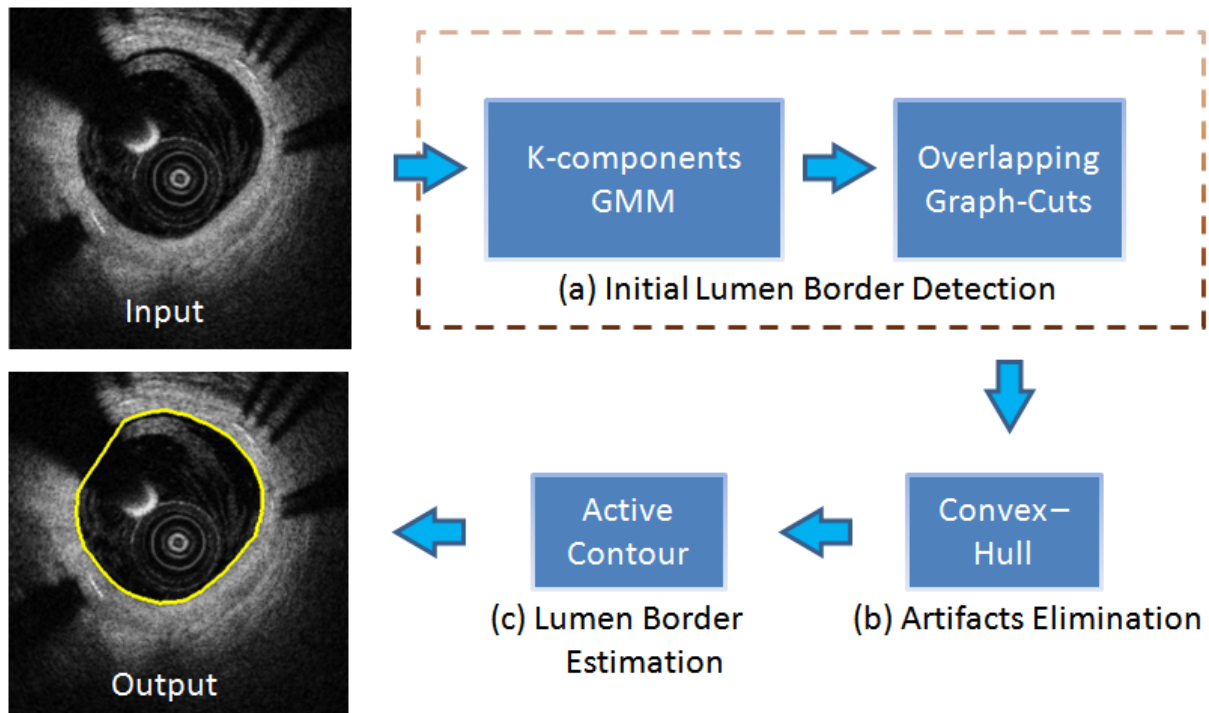 Input
K-components
GMM
Overlapping
Graph-Cuts
(a) Initial Lumen Border Detection
Convex–
Hull
(b) Artifacts Elimination
Active
Contour
(c) Lumen Border
Estimation
Output